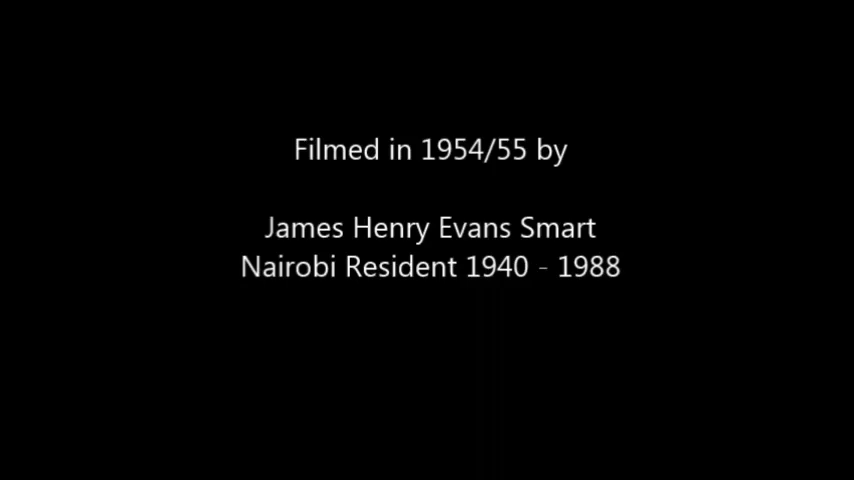 Filmed in 1954/55 by
James Henry Evans Smart
Nairobi Resident 1940 - 1988